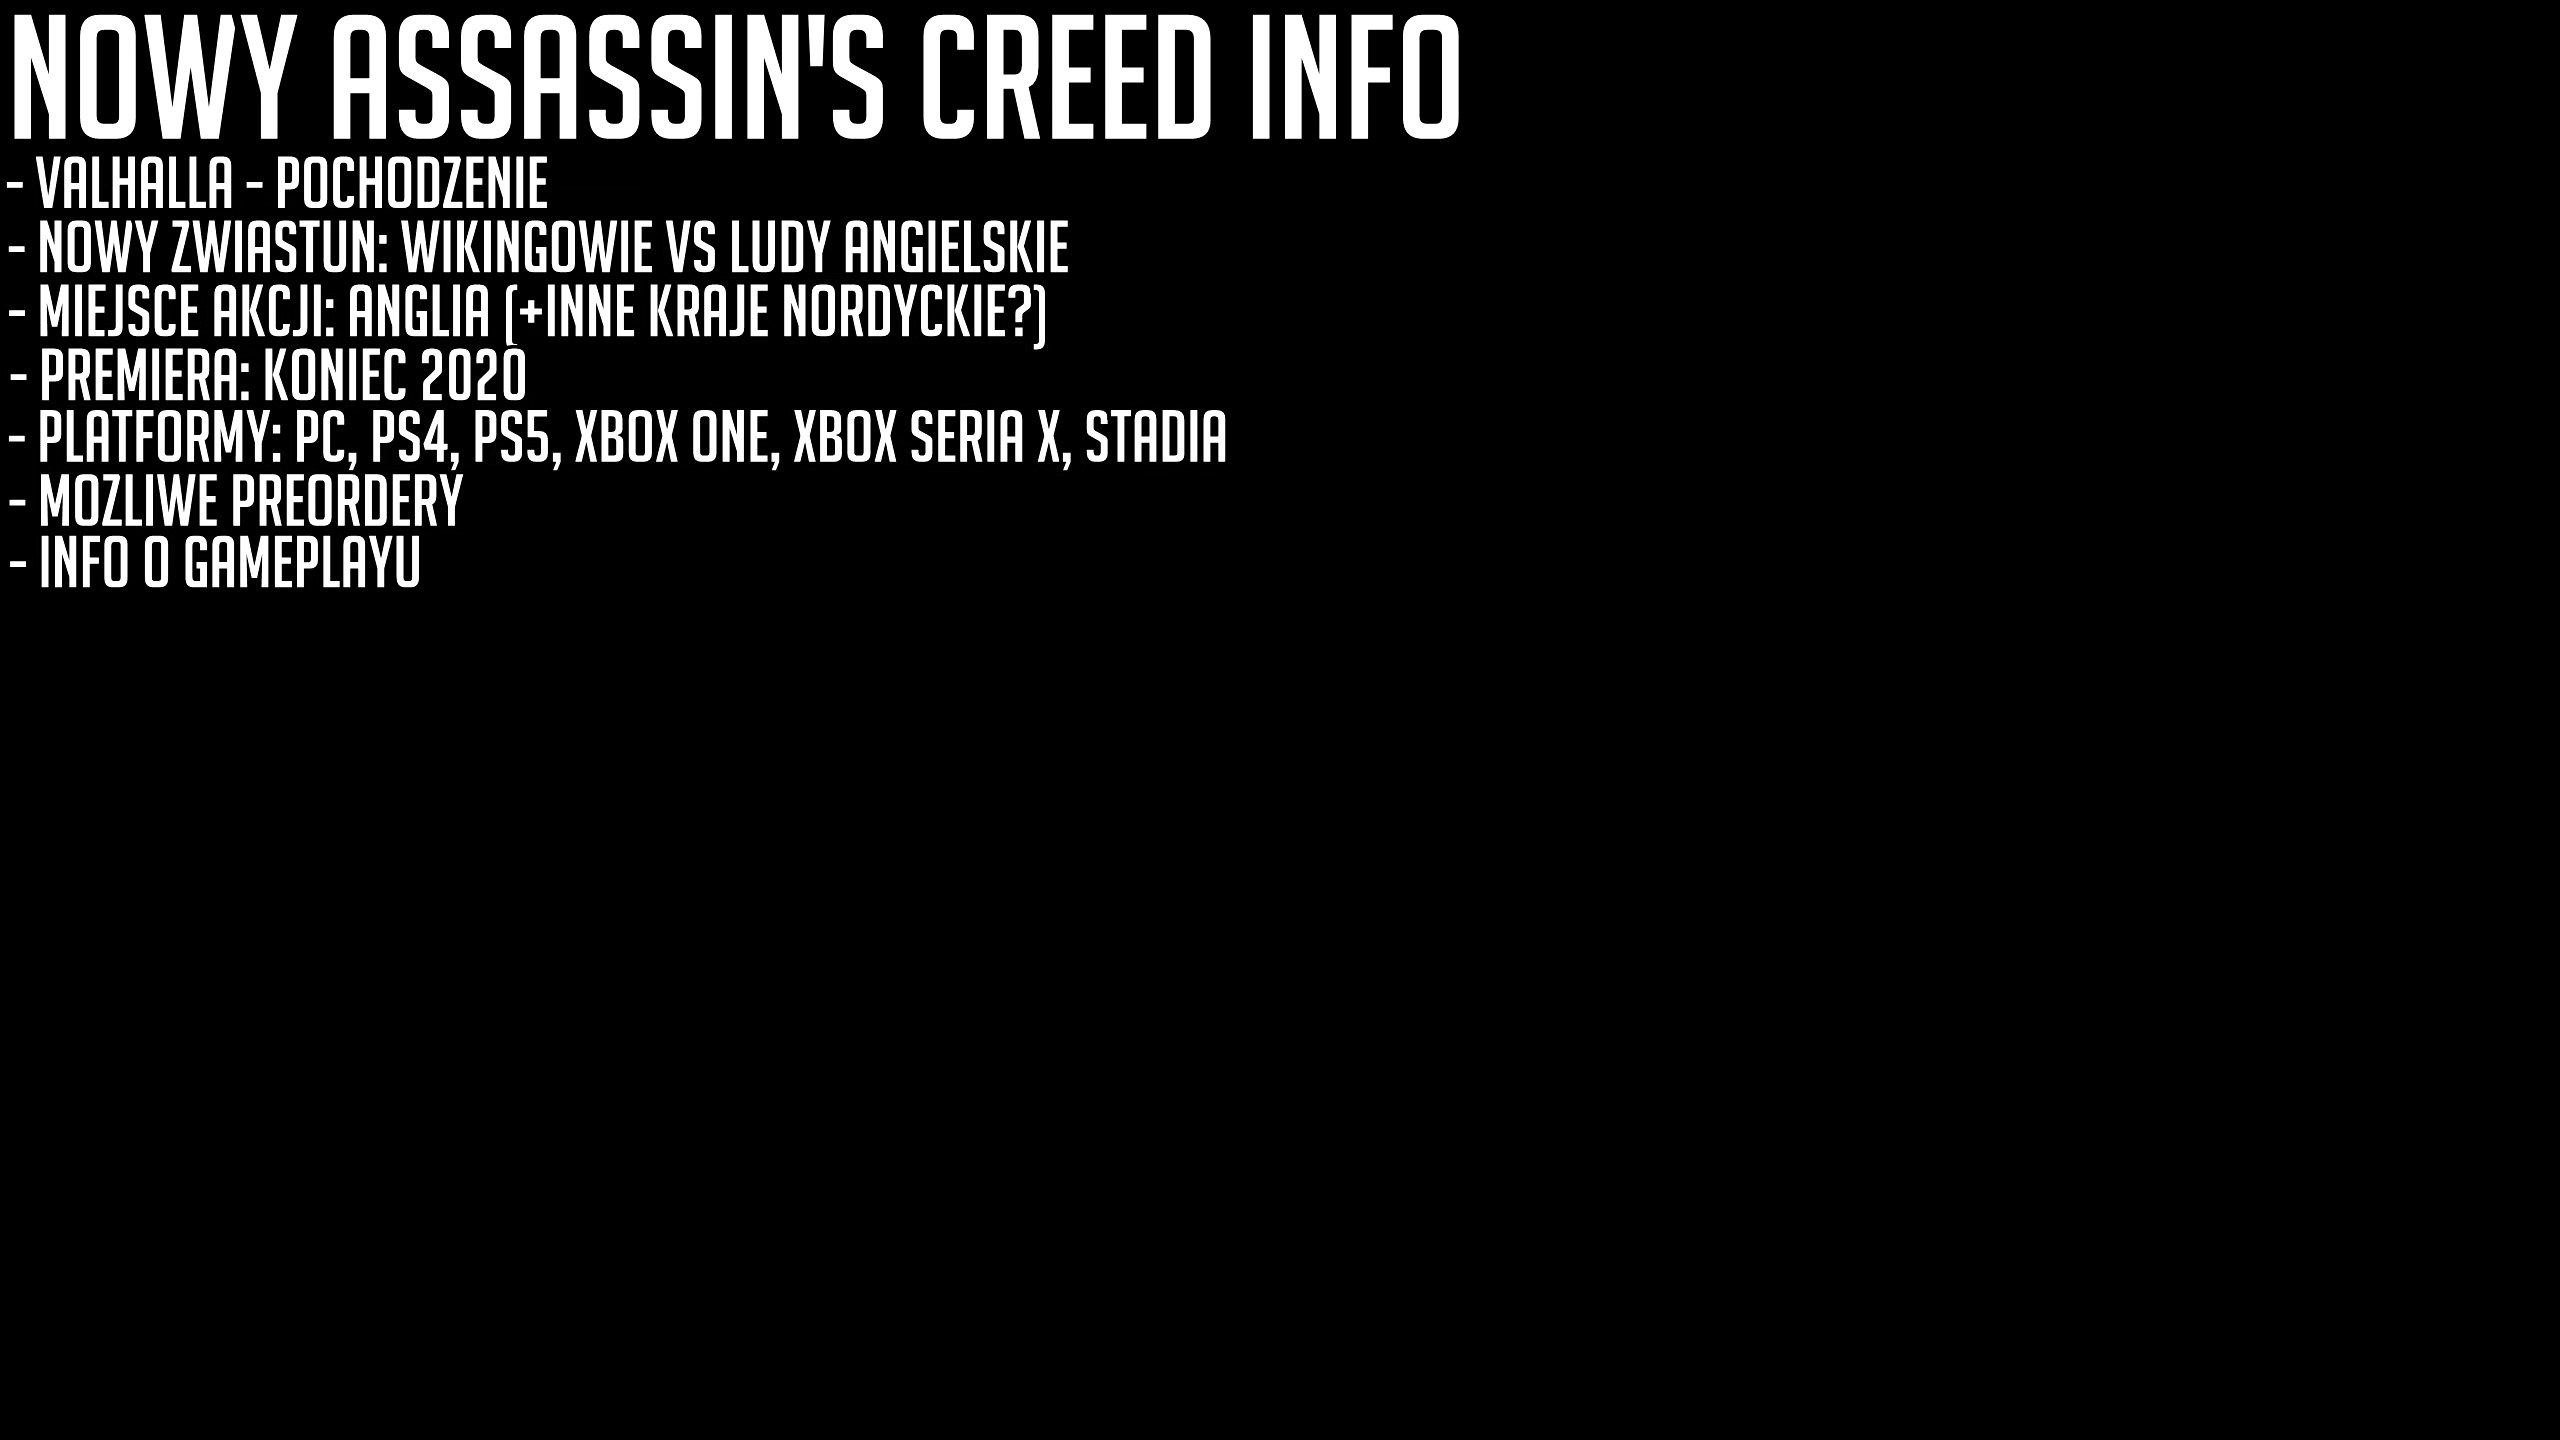 NOWY ASSASSIN'S CREED INFO
- VALHALLA - POCHODZENIE
- NOWY ZWIASTUN: WIKINGOWIE VS LUDY ANGIELSKIE
- MIEJSCE AKCJI: ANGLIA (+INNE KRAJE NORDYCKIE?)
- PREMIERA: KONIEC 2020
- PLATFORMY: PC, PS4, PS5, XBOX ONE, XBOX SERIA X, STADIA
- MOZLIWE PREORDERY
- INFO O GAMEPLAYU